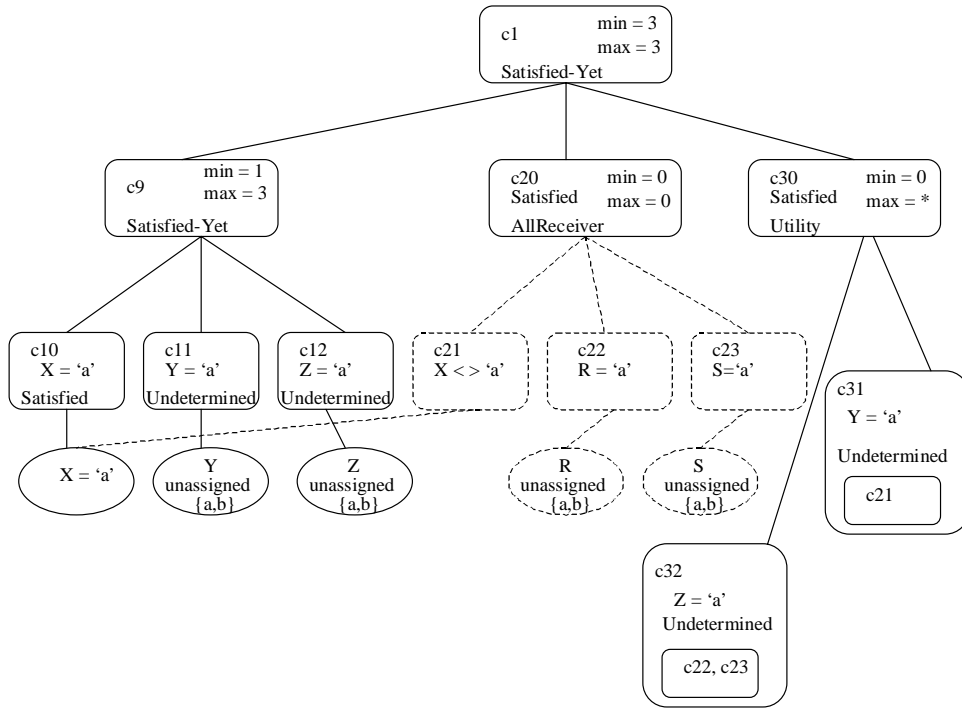 c1
min = 3
max = 3
Satisfied-Yet
c9
min = 1
max = 3
Satisfied-Yet
c20
Satisfied
min = 0
max = 0
AllReceiver
c30
Satisfied
min = 0
max = *
Utility
c10
X = ‘a’
Satisfied
c11
Y = ‘a’
Undetermined
c12
Z = ‘a’
Undetermined
c21
X < > ‘a’
c22
R = ‘a’
c23
S=‘a’
X = ‘a’
Y
unassigned
{a,b}
Z
unassigned
{a,b}
R
unassigned
{a,b}
S
unassigned
{a,b}
c31
Y = ‘a’
Undetermined
c21
c32
Z = ‘a’
Undetermined
c22, c23